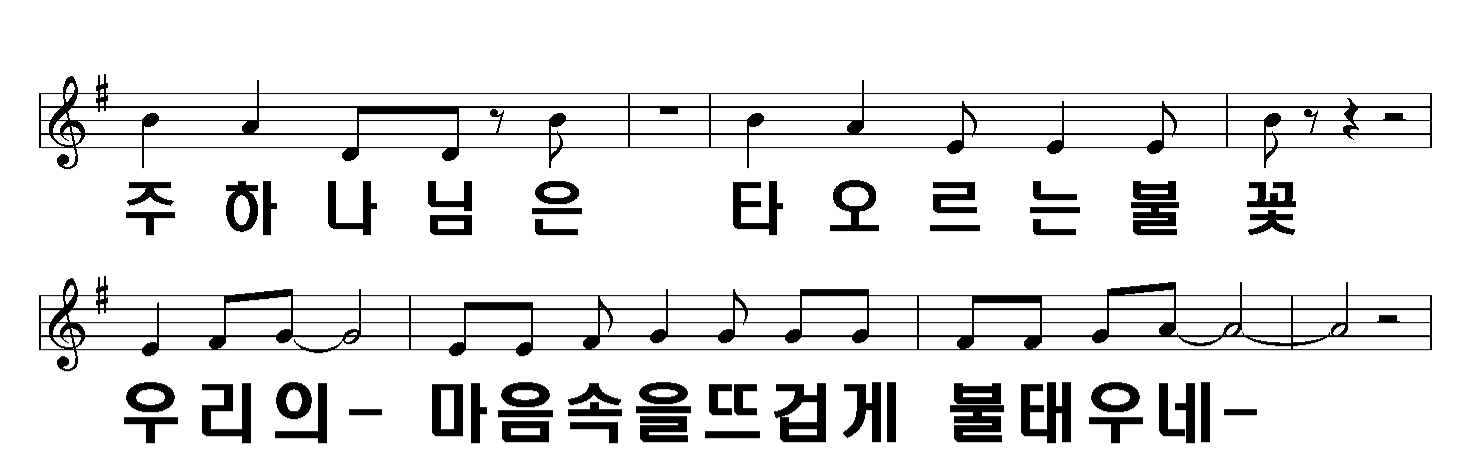 주 하 나 님 은 타 오 르 는 불 꽃
우 리 의 - 마 음 속 을 뜨 겁 게 불 태 우 네 -